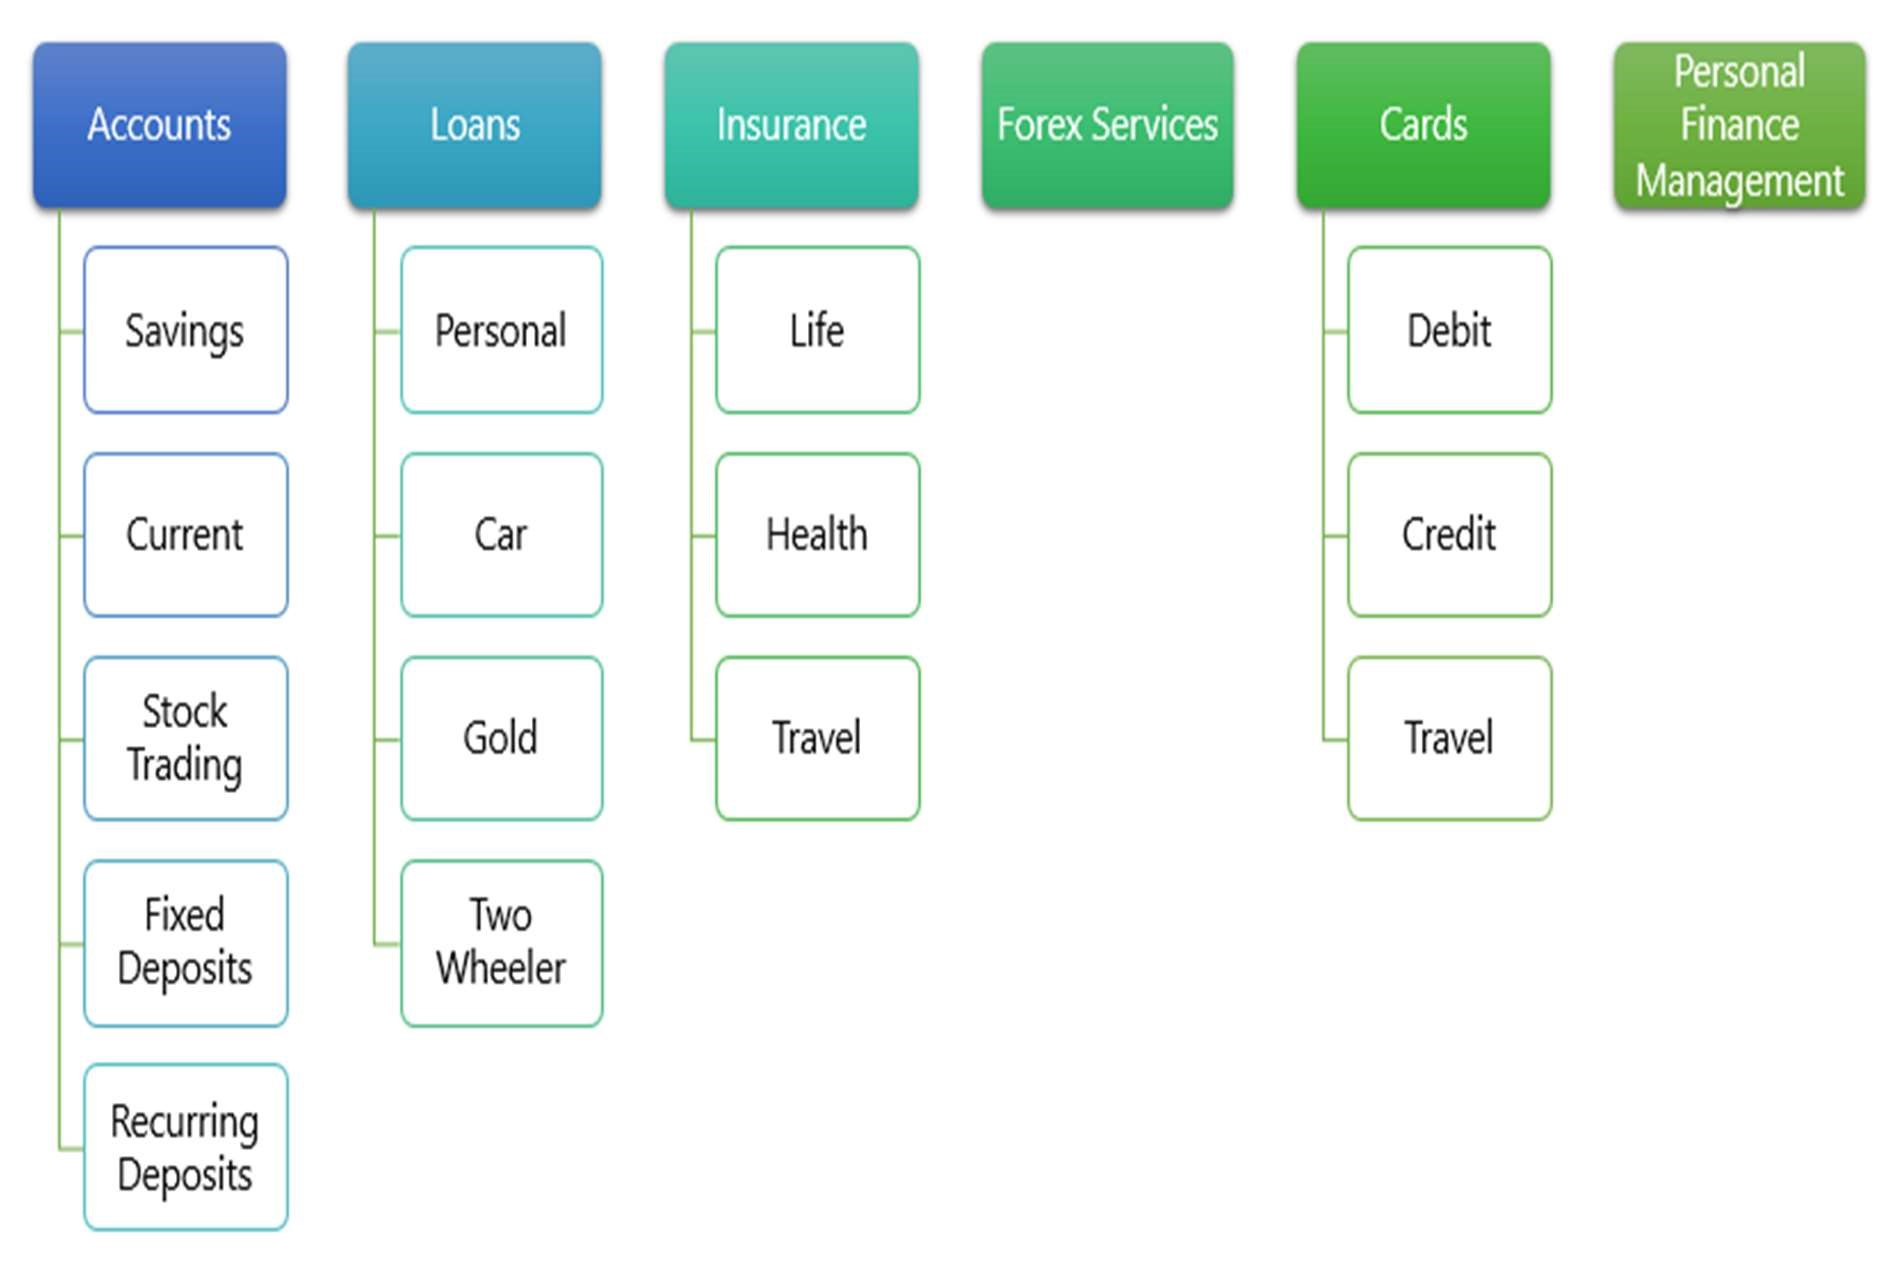 Accounts
Savings
Current
Stock
Trading
Fixed
Deposits
Recurring
Deposits
Loans
Personal
Car
Gold
Two
Wheeler
Insurance
Life
Health
Travel
Forex Services
Cards
Debit
Credit
Travel
Personal
Finance
Management